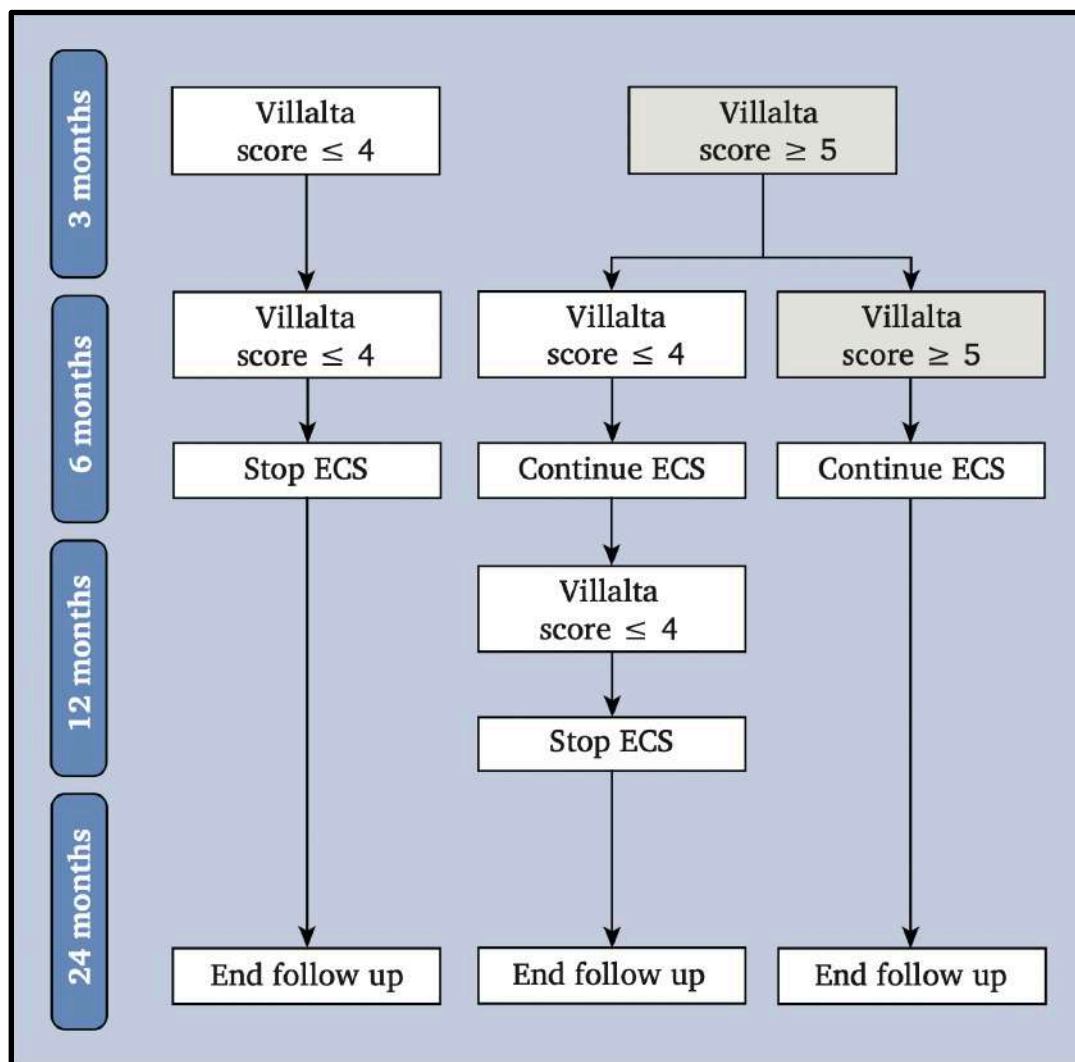 3 months
Villalta
score ≤ 4
Villalta
score ≥ 5
6 months
Villalta
score ≤ 4
Villalta
score ≤ 4
Villalta
score ≥ 5
Stop ECS
Continue ECS
Continue ECS
12 months
Villalta
score ≤ 4
Stop ECS
24 months
End follow up
End follow up
End follow up